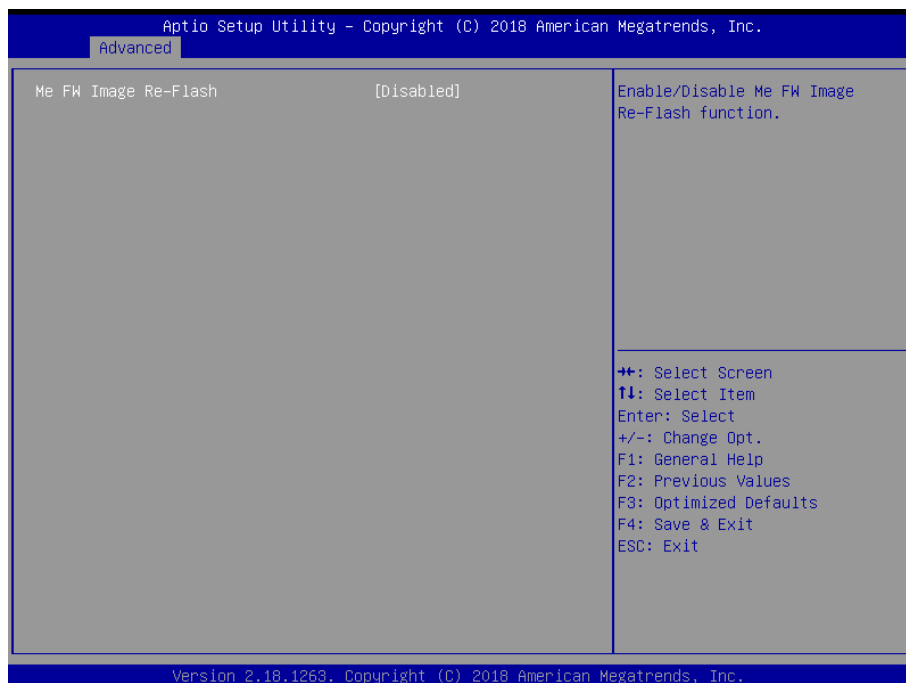 Aptio Setup Utility – Copyright (C) 2018 American Megatrends, Inc.
Advanced
Me FW Image Re-Flash [Disabled]
Enable/Disable Me FW Image
Re-Flash function.
→←: Select Screen
↑↓: Select Item
Enter: Select
+/-: Change Opt.
F1: General Help
F2: Previous Values
F3: Optimized Defaults
F4: Save & Exit
ESC: Exit
Version 2.18.1263. Copyright (C) 2018 American Megatrends, Inc.